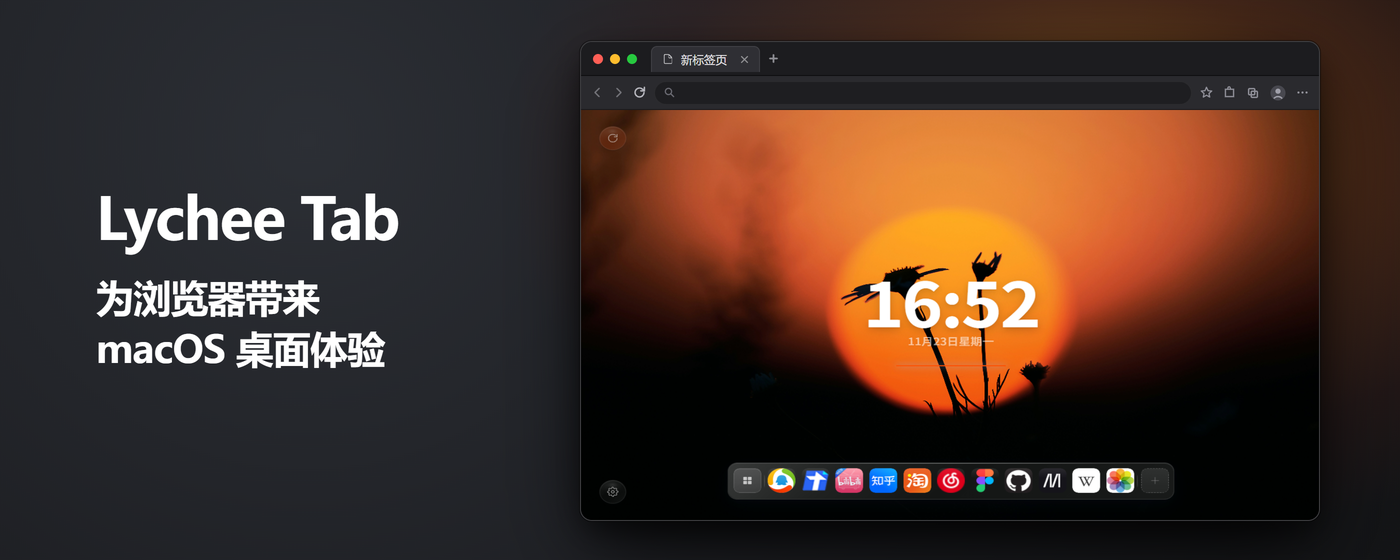 Lychee Tab
为浏览器带来
macOS 桌面体验
新标签页
16:52
11月23日星期一
知乎
淘
W